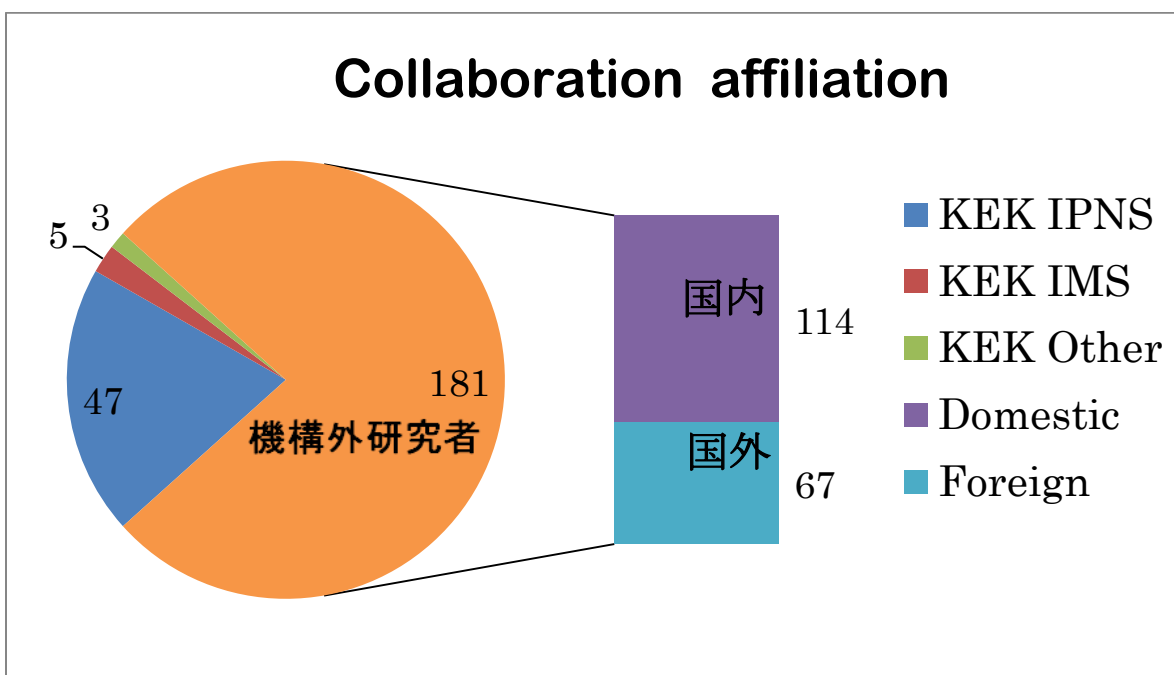 Collaboration affiliation
3
5
47
181
機構外研究者
国内
114
国外
67
KEK IPNS
KEK IMS
KEK Other
Domestic
Foreign